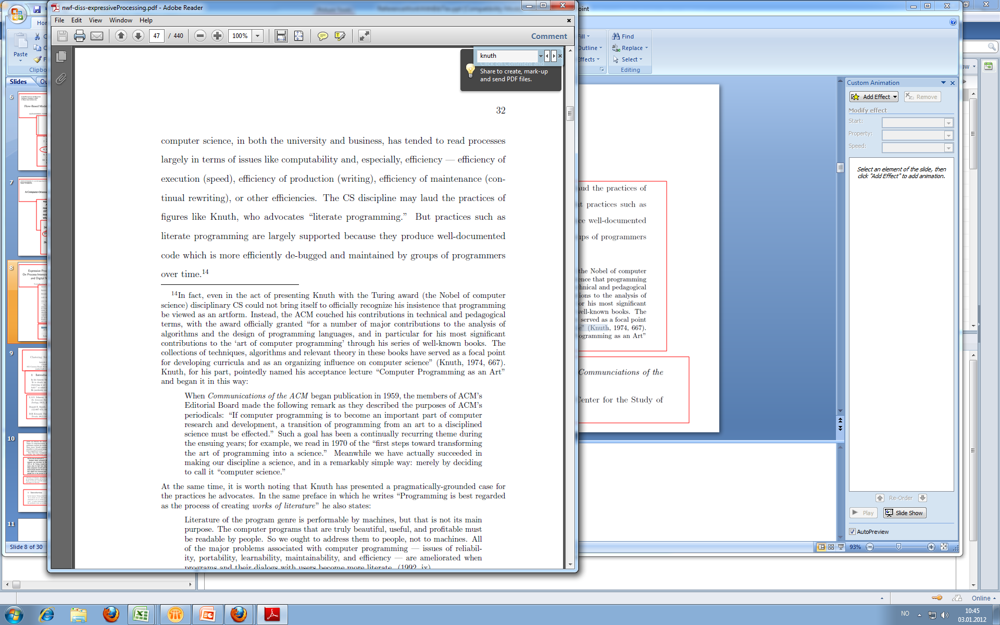 nwf-diss-expressiveProcessing.pdf - Adobe Reader
File Edit View Window Help
47 / 440 100% Comment
knuth
Click on Comment and
Share to create, mark-up
and send PDF files.
32
computer science, in both the university and business, has tended to read processes
largely in terms of issues like computability and, especially, efficiency — efficiency of
execution (speed), efficiency of production (writing), efficiency of maintenance (con-
tinual rewriting), or other efficiencies. The CS discipline may laud the practices of
figures like Knuth, who advocates “literate programming.” But practices such as
literate programming are largely supported because they produce well-documented
code which is more efficiently de-bugged and maintained by groups of programmers
over time.14
14In fact, even in the act of presenting Knuth with the Turing award (the Nobel of computer
science) disciplinary CS could not bring itself to officially recognize his insistence that programming
be viewed as an artform. Instead, the ACM couched his contributions in technical and pedagogical
terms, with the award officially granted “for a number of major contributions to the analysis of
algorithms and the design of programming languages, and in particular for his most significant
contributions to the ‘art of computer programming’ through his series of well-known books. The
collections of techniques, algorithms and relevant theory in these books have served as a focal point
for developing curricula and as an organizing influence on computer science” (Knuth, 1974, 667).
Knuth, for his part, pointedly named his acceptance lecture “Computer Programming as an Art”
and began it in this way:
When Communications of the ACM began publication in 1959, the members of ACM’s
Editorial Board made the following remark as they described the purposes of ACM’s
periodicals: “If computer programming is to become an important part of computer
research and development, a transition of programming from an art to a disciplined
science must be effected.” Such a goal has been a continually recurring theme during
the ensuing years; for example, we read in 1970 of the “first steps toward transforming
the art of programming into a science.” Meanwhile we have actually succeeded in
making our discipline a science, and in a remarkably simple way: merely by deciding
to call it “computer science.”
At the same time, it is worth noting that Knuth has presented a pragmatically-grounded case for
the practices he advocates. In the same preface in which he writes “Programming is best regarded
as the process of creating works of literature” he also states:
Literature of the program genre is performable by machines, but that is not its main
purpose. The computer programs that are truly beautiful, useful, and profitable must
be readable by people. So we ought to address them to people, not to machines. All
of the major problems associated with computer programming — issues of reliabil-
ity, portability, learnability, maintainability, and efficiency — are ameliorated when
programs and their dialogs with users become more literate. (1992, ix)
Paste
Slides
6
7
8
9
10
11
Slide 8 of 30
Find
Replace
Select
Editing
Outline
Effects
aud the practices of
practices such as
well-documented
of programmers
the Nobel of computer
that programming
and pedagogical
to the analysis of
his most significant
books. The
served as a focal point
(Knuth, 1974, 667).
as an Art”
Communciations of the
Center for the Study of
Custom Animation
Add Effect Remove
Modify effect
Start:
Property:
Speed:
Select an element of the slide, then
click "Add Effect" to add animation.
Re-Order
Play Slide Show
AutoPreview
93%
Online
NO 10:45
03.01.2012